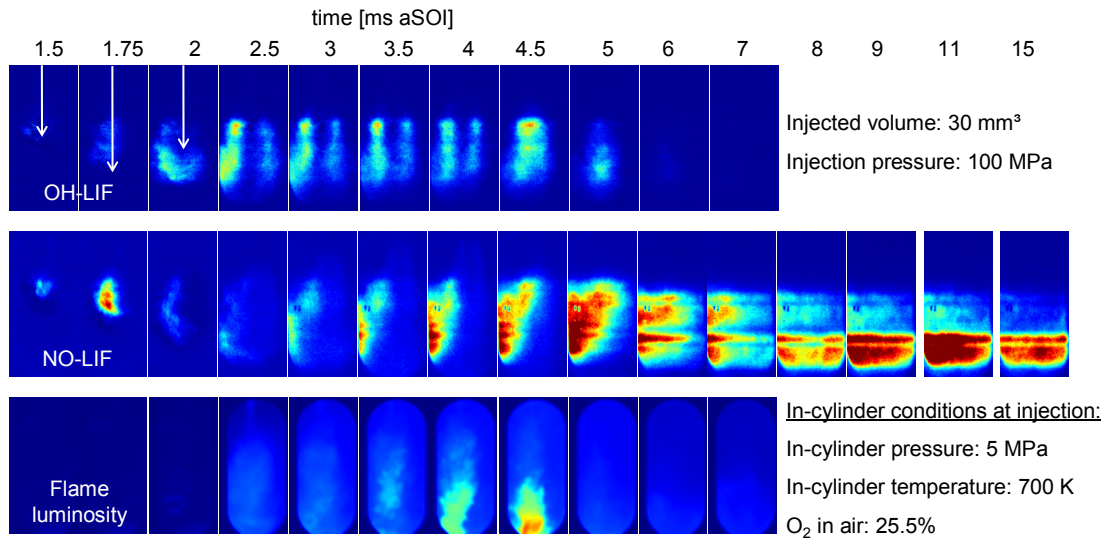 time [ms aSOI]
1.5 1.75 2 2.5 3 3.5 4 4.5 5 6 7 8 9 11 15
OH-LIF
Injected volume: 30 mm³
Injection pressure: 100 MPa
NO-LIF
Flame
luminosity
In-cylinder conditions at injection:
In-cylinder pressure: 5 MPa
In-cylinder temperature: 700 K
O₂ in air: 25.5%